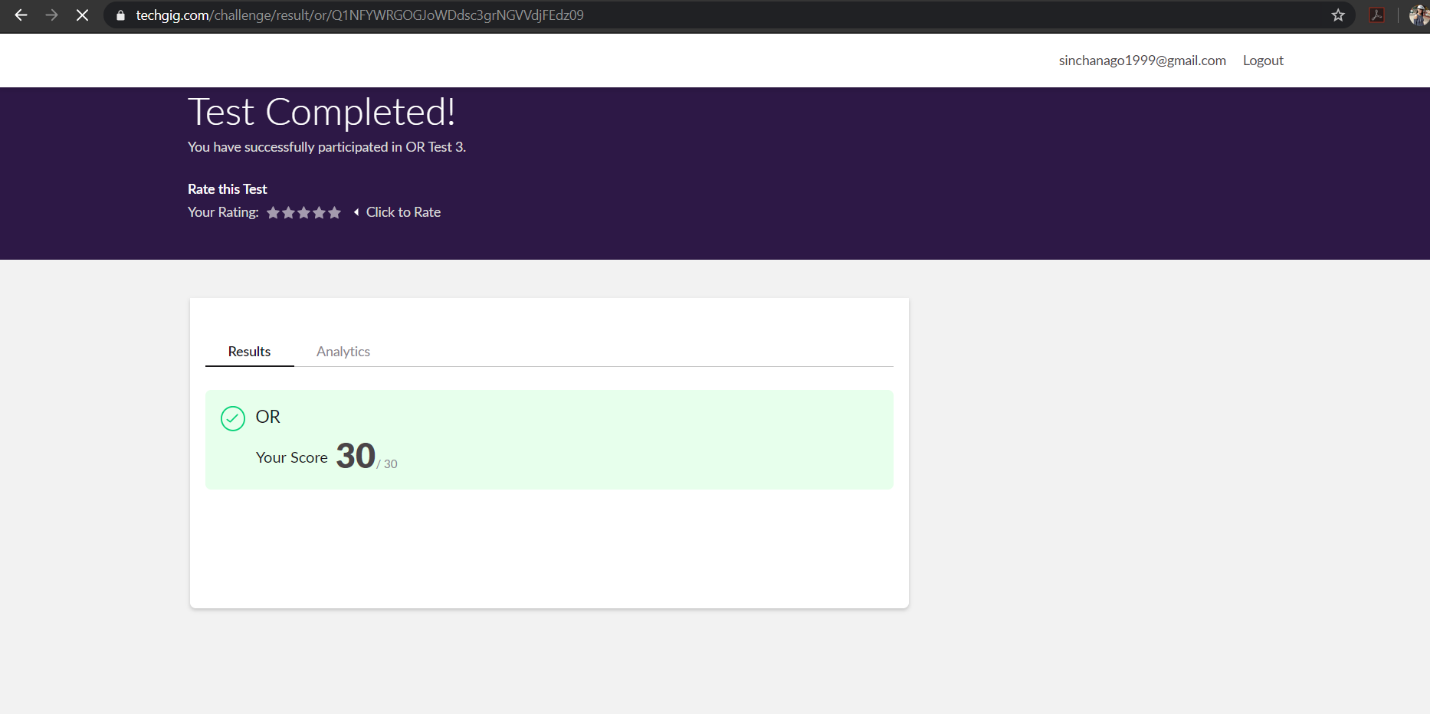 techgig.com/challenge/result/or/Q1NFYWRGOGJoWDdsc3grNGVVdjFEdz09
sinchanago1999@gmail.com Logout
Test Completed!
You have successfully participated in OR Test 3.
Rate this Test
Your Rating: Click to Rate
Results Analytics
OR
Your Score 30 / 30